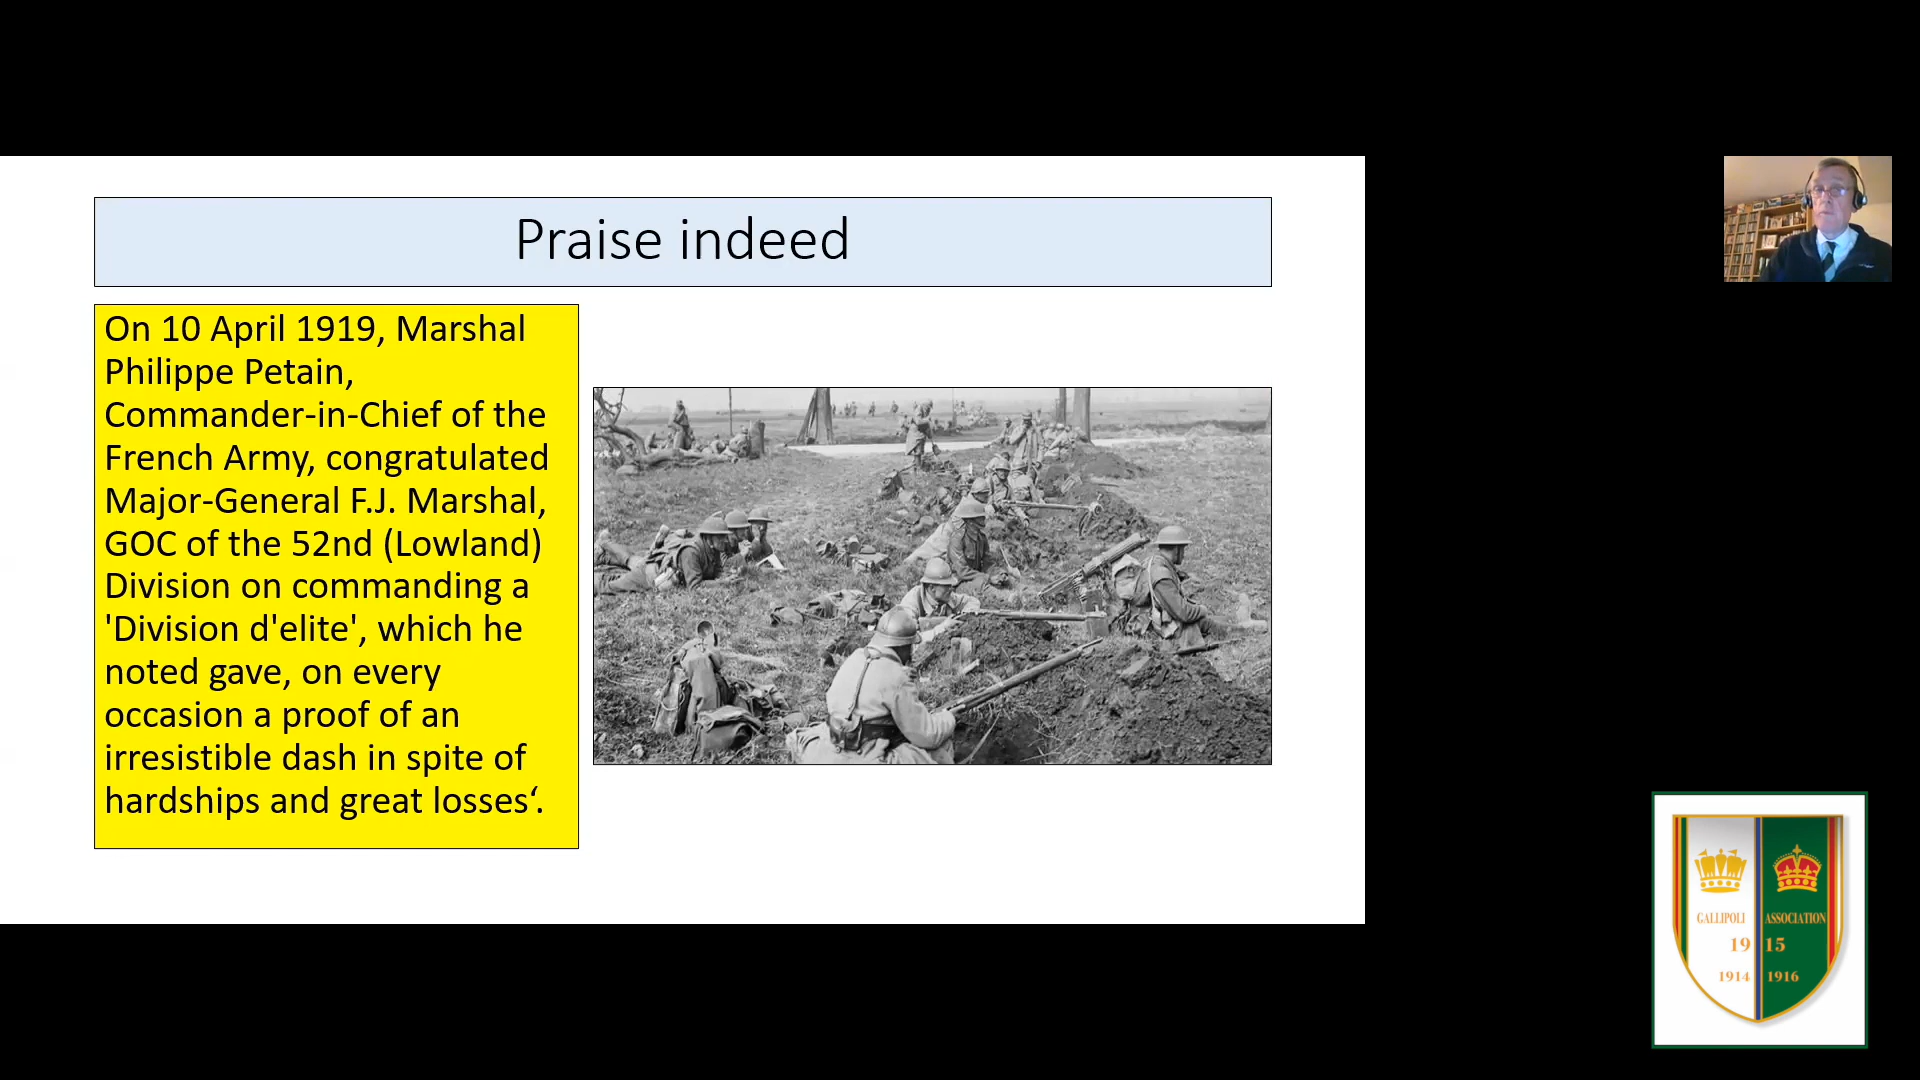 Praise indeed
On 10 April 1919, Marshal
Philippe Petain,
Commander-in-Chief of the
French Army, congratulated
Major-General F.J. Marshal,
GOC of the 52nd (Lowland)
Division on commanding a
'Division d'elite', which he
noted gave, on every
occasion a proof of an
irresistible dash in spite of
hardships and great losses‘.
GALLIPOLI ASSOCIATION
19 15
1914 1916